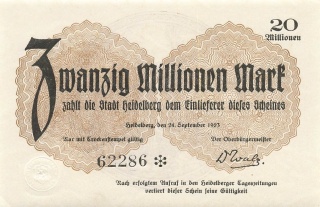 20
Millionen
Zwanzig Millionen Mark
zahlt die Stadt Heidelberg dem Einlieferer dieses Scheines
Heidelberg, den 24. September 1923
Nur mit Trockenstempel gültig
Der Oberbürgermeister
62286 ✻
Nach erfolgtem Aufruf in den Heidelberger Tageszeitungen
verliert dieser Schein seine Gültigkeit